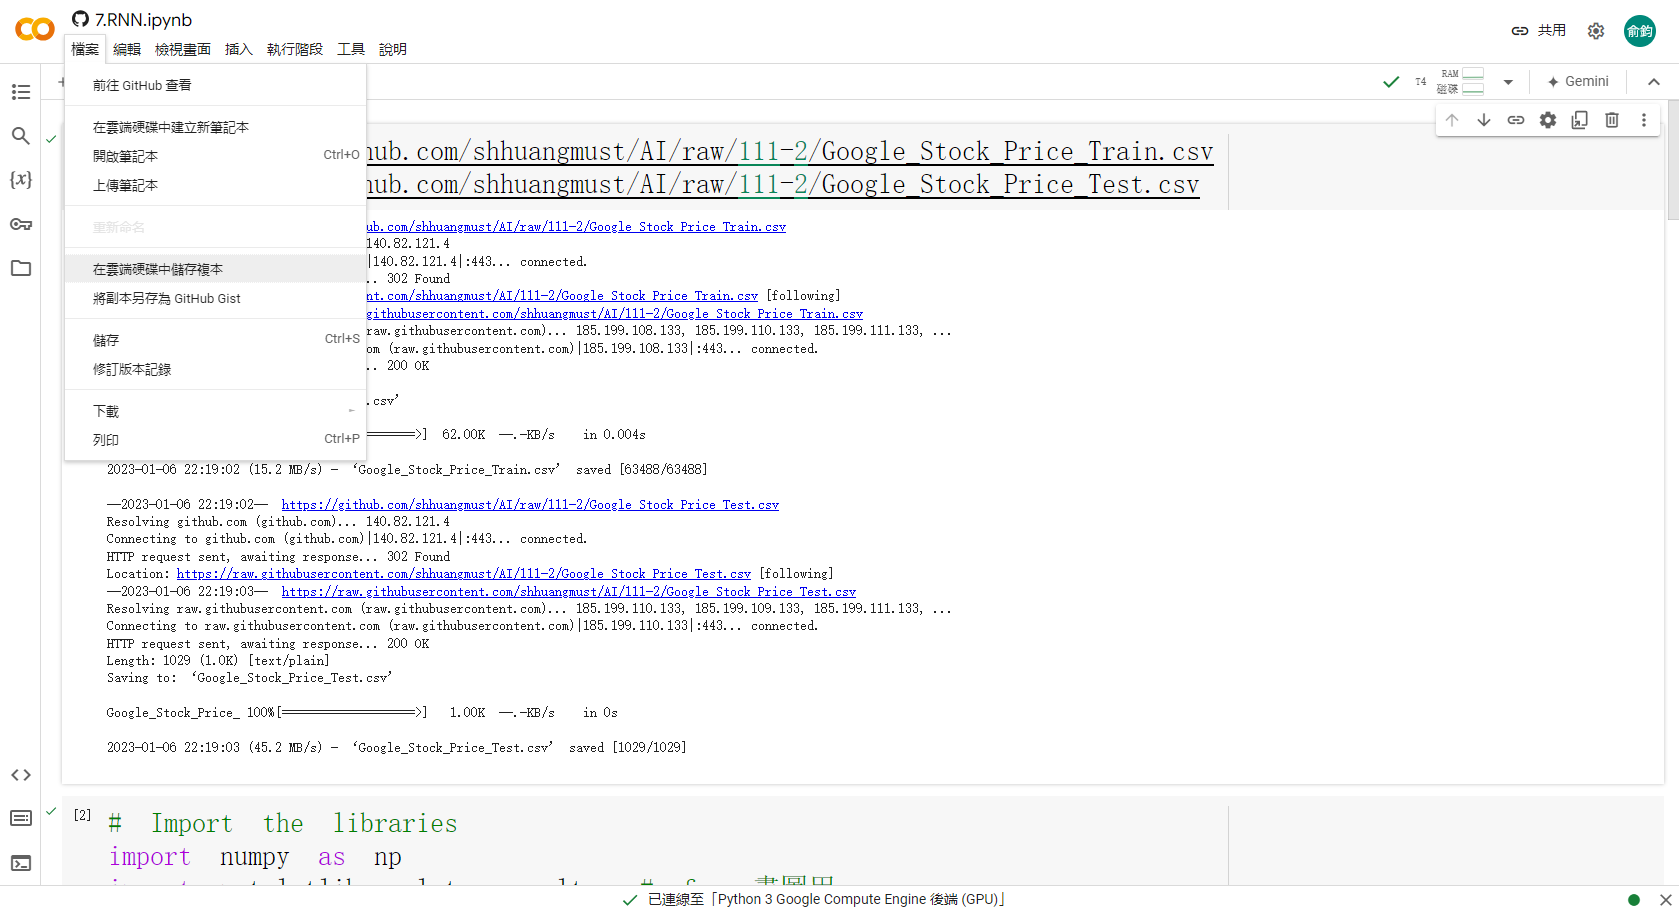 7.RNN.ipynb
檔案 編輯 檢視畫面 插入 執行階段 工具 說明
共用
俞鈞
前往 GitHub 查看
在雲端硬碟中建立新筆記本
開啟筆記本 Ctrl+O
上傳筆記本
重新命名
在雲端硬碟中儲存複本
將副本另存為 GitHub Gist
儲存 Ctrl+S
修訂版本記錄
下載
列印 Ctrl+P
T4 RAM
磁碟
Gemini
hub.com/shhuangmust/AI/raw/111-2/Google_Stock_Price_Train.csv
hub.com/shhuangmust/AI/raw/111-2/Google_Stock_Price_Test.csv
ub.com/shhuangmust/AI/raw/111-2/Google_Stock_Price_Train.csv
140.82.121.4
|140.82.121.4|:443... connected.
.. 302 Found
nt.com/shhuangmust/AI/111-2/Google_Stock_Price_Train.csv [following]
githubusercontent.com/shhuangmust/AI/111-2/Google_Stock_Price_Train.csv
raw.githubusercontent.com)... 185.199.108.133, 185.199.110.133, 185.199.111.133, ...
om (raw.githubusercontent.com)|185.199.108.133|:443... connected.
.. 200 OK
.csv’
=======>] 62.00K --.-KB/s in 0.004s
2023-01-06 22:19:02 (15.2 MB/s) - ‘Google_Stock_Price_Train.csv’ saved [63488/63488]
--2023-01-06 22:19:02-- https://github.com/shhuangmust/AI/raw/111-2/Google_Stock_Price_Test.csv
Resolving github.com (github.com)... 140.82.121.4
Connecting to github.com (github.com)|140.82.121.4|:443... connected.
HTTP request sent, awaiting response... 302 Found
Location: https://raw.githubusercontent.com/shhuangmust/AI/111-2/Google_Stock_Price_Test.csv [following]
--2023-01-06 22:19:03-- https://raw.githubusercontent.com/shhuangmust/AI/111-2/Google_Stock_Price_Test.csv
Resolving raw.githubusercontent.com (raw.githubusercontent.com)... 185.199.110.133, 185.199.109.133, 185.199.111.133, ...
Connecting to raw.githubusercontent.com (raw.githubusercontent.com)|185.199.110.133|:443... connected.
HTTP request sent, awaiting response... 200 OK
Length: 1029 (1.0K) [text/plain]
Saving to: ‘Google_Stock_Price_Test.csv’
Google_Stock_Price_ 100%[===================>] 1.00K --.-KB/s in 0s
2023-01-06 22:19:03 (45.2 MB/s) - ‘Google_Stock_Price_Test.csv’ saved [1029/1029]
[2] # Import the libraries
import numpy as np
已連線至「Python 3 Google Compute Engine 後端 (GPU)」